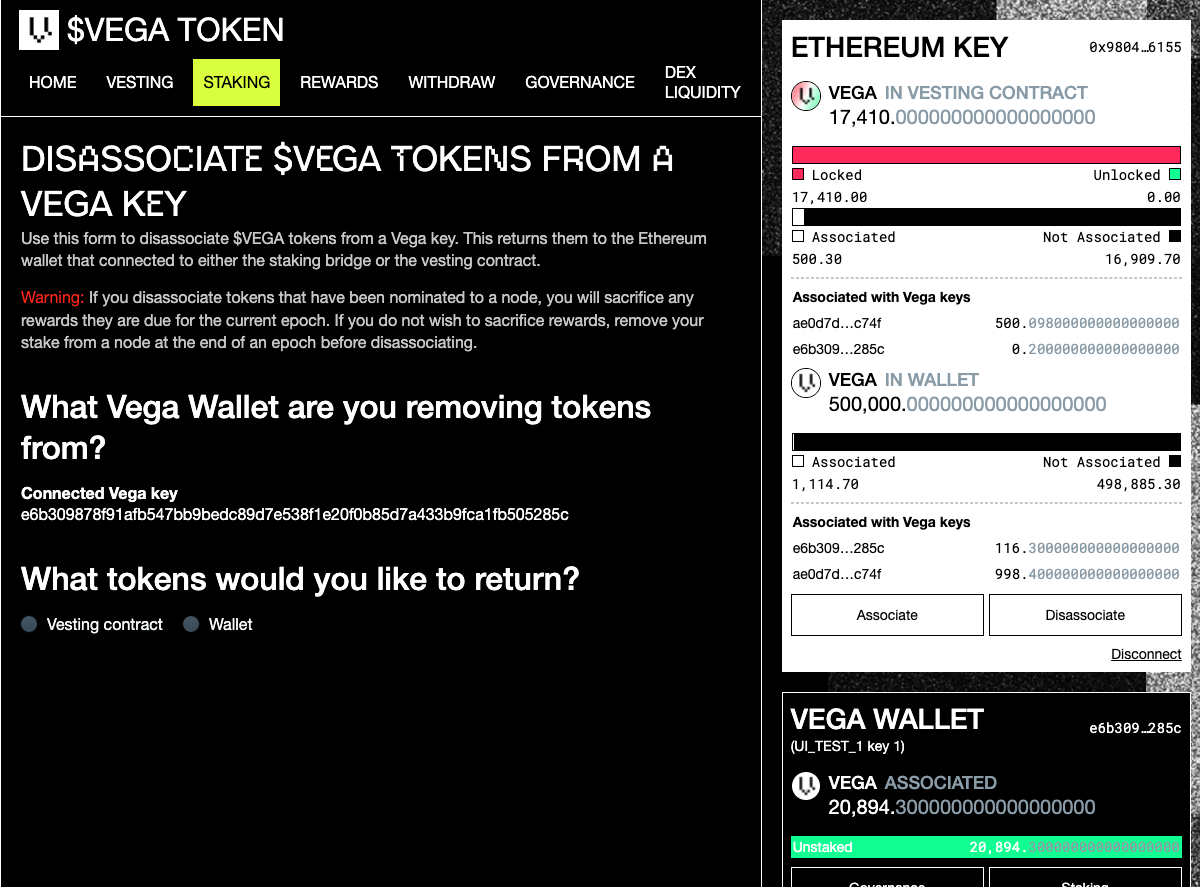 $VEGA TOKEN
HOME VESTING STAKING REWARDS WITHDRAW GOVERNANCE DEX LIQUIDITY
DISASSOCIATE $VEGA TOKENS FROM A
VEGA KEY
Use this form to disassociate $VEGA tokens from a Vega key. This returns them to the Ethereum
wallet that connected to either the staking bridge or the vesting contract.
Warning: If you disassociate tokens that have been nominated to a node, you will sacrifice any
rewards they are due for the current epoch. If you do not wish to sacrifice rewards, remove your
stake from a node at the end of an epoch before disassociating.
What Vega Wallet are you removing tokens
from?
Connected Vega key
e6b309878f91afb547bb9bedc89d7e538f1e20f0b85d7a433b9fca1fb505285c
What tokens would you like to return?
Vesting contract Wallet
ETHEREUM KEY 0x9804…6155
VEGA IN VESTING CONTRACT
17,410.000000000000000000
Locked Unlocked
17,410.00 0.00
Associated Not Associated
500.30 16,909.70
Associated with Vega keys
ae0d7d…c74f 500.098000000000000000
e6b309…285c 0.200000000000000000
VEGA IN WALLET
500,000.000000000000000000
Associated Not Associated
1,114.70 498,885.30
Associated with Vega keys
e6b309…285c 116.300000000000000000
ae0d7d…c74f 998.400000000000000000
Associate Disassociate
Disconnect
VEGA WALLET e6b309…285c
(UI_TEST_1 key 1)
VEGA ASSOCIATED
20,894.300000000000000000
Unstaked 20,894.300000000000000000
Governance Staking